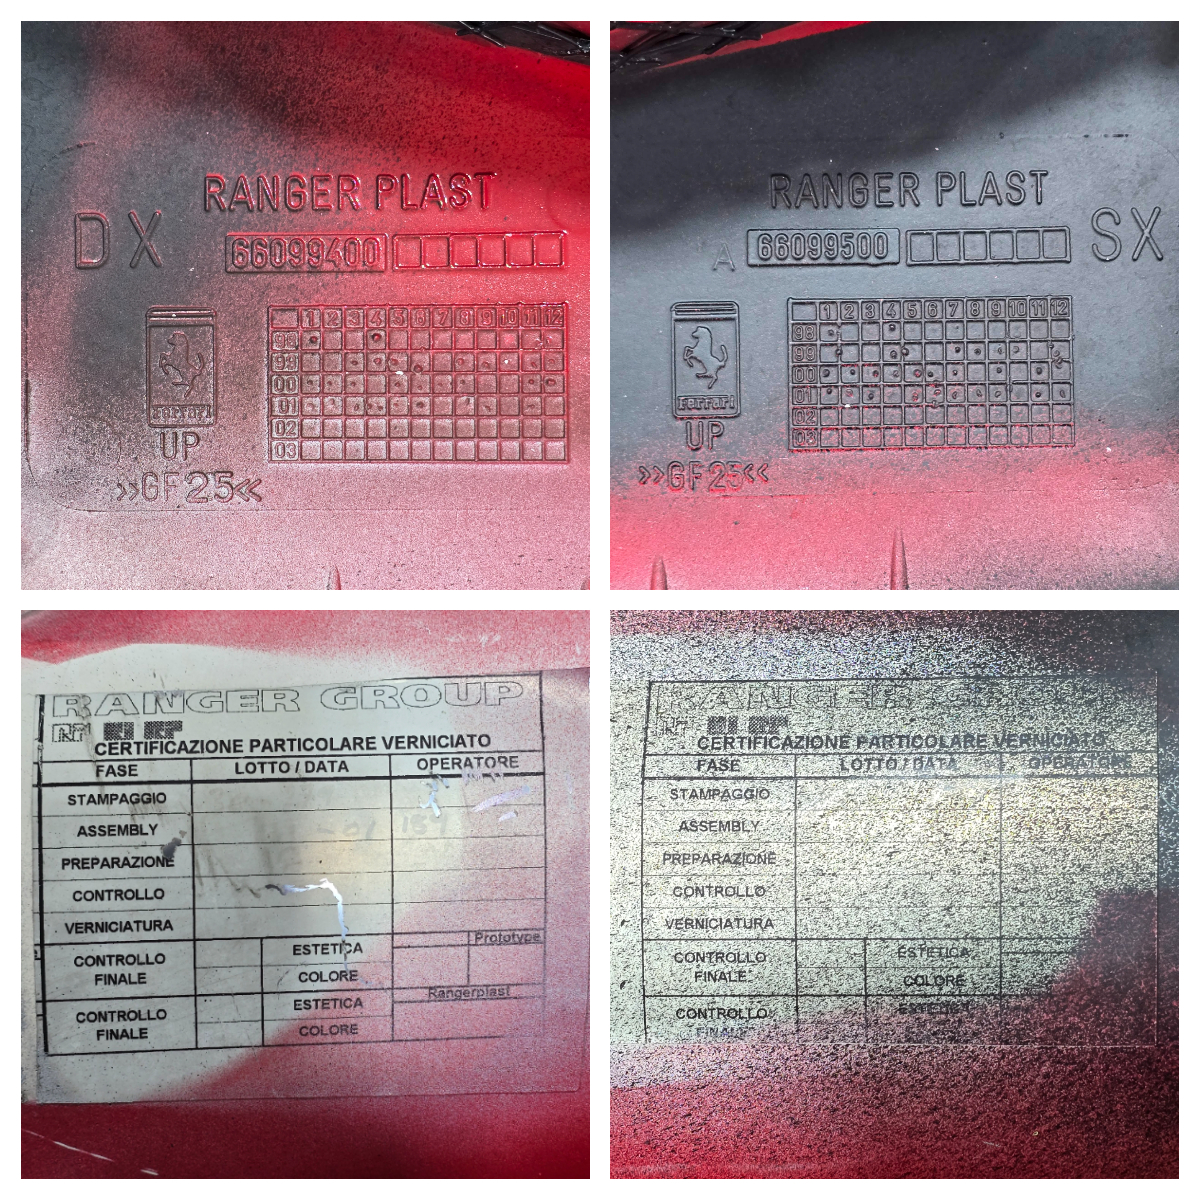 RANGER PLAST
DX
66099400
1 2 3 4 5 6 7 8 9 10 11 12
98
99
00
01
02
03
Ferrari
UP
»GF25«
RANGER PLAST
A 66099500 SX
1 2 3 4 5 6 7 8 9 10 11 12
98
99
00
01
02
03
Ferrari
UP
»GF25«
RANGER GROUP
CERTIFICAZIONE PARTICOLARE VERNICIATO
FASE LOTTO / DATA OPERATORE
STAMPAGGIO
ASSEMBLY
PREPARAZIONE
CONTROLLO
VERNICIATURA
CONTROLLO FINALE
ESTETICA
COLORE
Prototype
CONTROLLO FINALE
ESTETICA
COLORE
Rangerplast
RANGER
CERTIFICAZIONE PARTICOLARE VERNICIATO
FASE LOTTO / DATA OPERATORE
STAMPAGGIO
ASSEMBLY
PREPARAZIONE
CONTROLLO
VERNICIATURA
CONTROLLO FINALE
ESTETICA
COLORE
CONTROLLO FINALE
ESTETICA